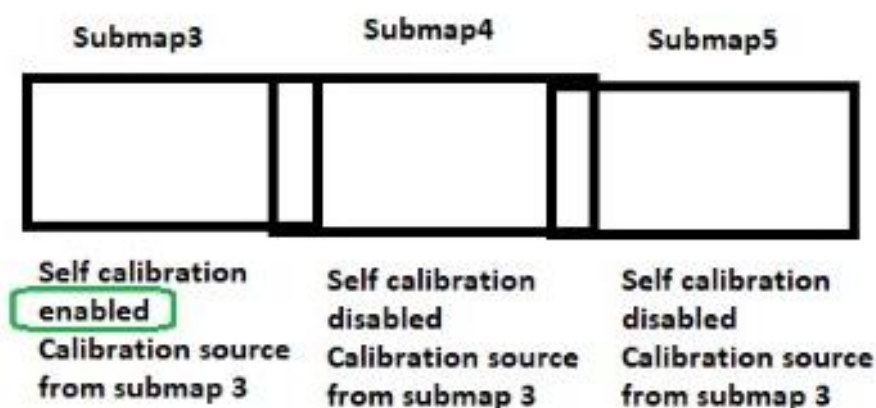 Submap3
Submap4
Submap5
Self calibration
enabled
Calibration source
from submap 3
Self calibration
disabled
Calibration source
from submap 3
Self calibration
disabled
Calibration source
from submap 3